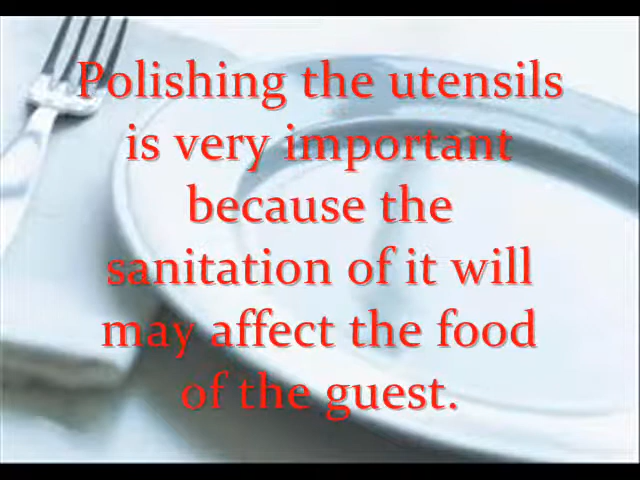 Polishing the utensils
is very important
because the
sanitation of it will
may affect the food
of the guest.